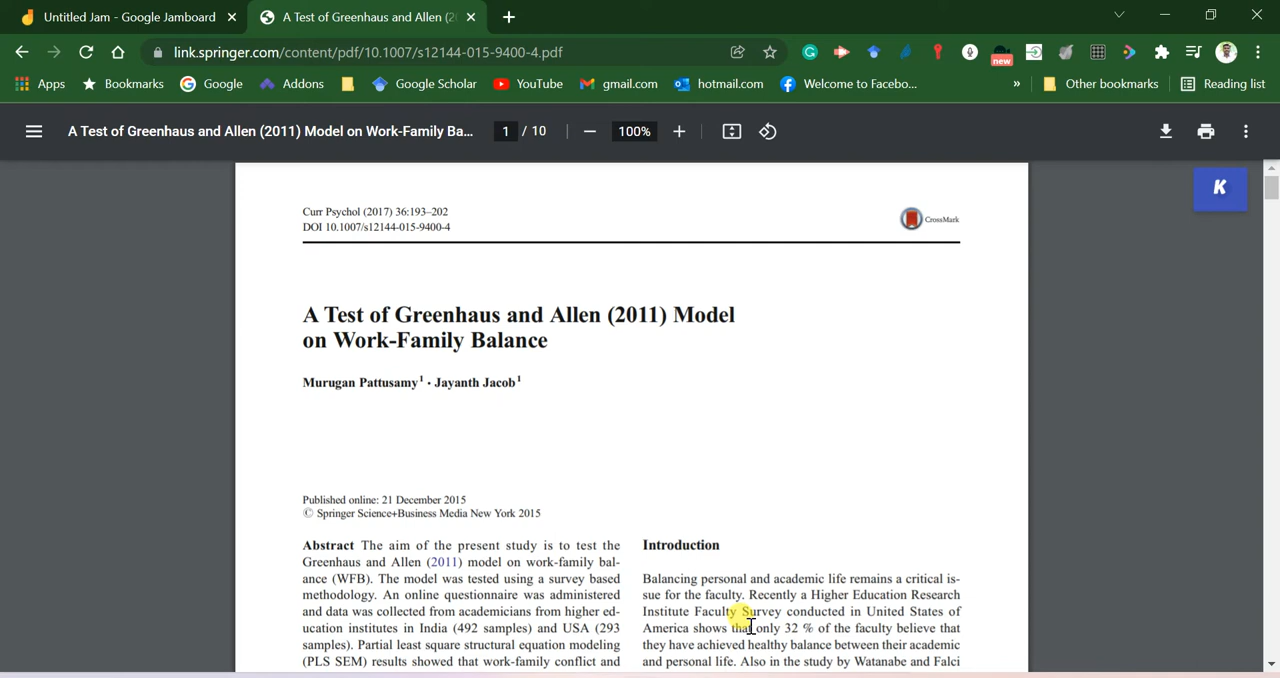 Untitled Jam - Google Jamboard
A Test of Greenhaus and Allen (2
link.springer.com/content/pdf/10.1007/s12144-015-9400-4.pdf
new
Apps Bookmarks Google Addons Google Scholar YouTube gmail.com hotmail.com Welcome to Facebo... » Other bookmarks Reading list
A Test of Greenhaus and Allen (2011) Model on Work-Family Ba... 1 / 10 100%
K
Curr Psychol (2017) 36:193–202
DOI 10.1007/s12144-015-9400-4
CrossMark
A Test of Greenhaus and Allen (2011) Model
on Work-Family Balance
Murugan Pattusamy1 · Jayanth Jacob1
Published online: 21 December 2015
© Springer Science+Business Media New York 2015
Abstract The aim of the present study is to test the
Greenhaus and Allen (2011) model on work-family bal-
ance (WFB). The model was tested using a survey based
methodology. An online questionnaire was administered
and data was collected from academicians from higher ed-
ucation institutes in India (492 samples) and USA (293
samples). Partial least square structural equation modeling
(PLS SEM) results showed that work-family conflict and
Introduction
Balancing personal and academic life remains a critical is-
sue for the faculty. Recently a Higher Education Research
Institute Faculty Survey conducted in United States of
America shows that only 32 % of the faculty believe that
they have achieved healthy balance between their academic
and personal life. Also in the study by Watanabe and Falci